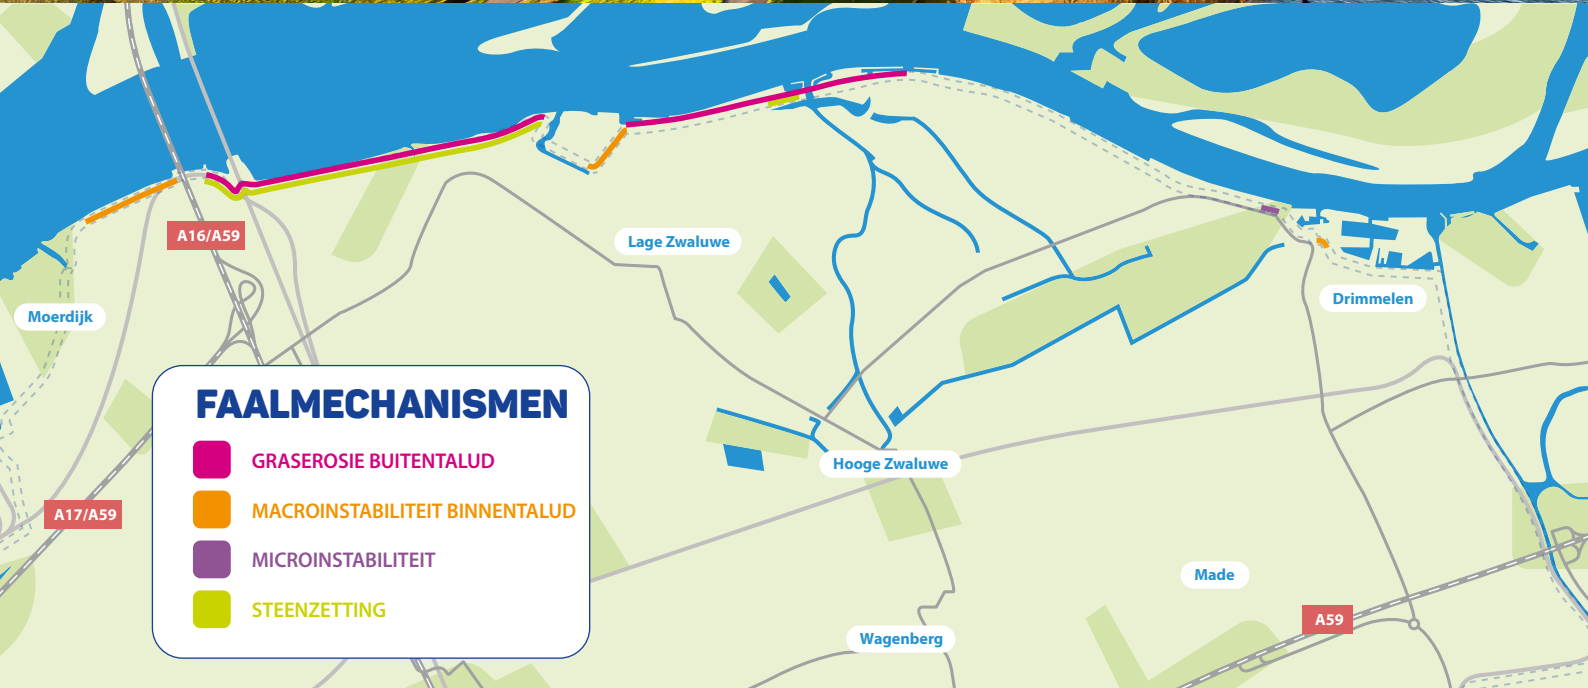 A16/A59
Lage Zwaluwe
Moerdijk
Drimmelen
FAALMECHANISMEN
GRASEROSIE BUITENTALUD
MACROINSTABILITEIT BINNENTALUD
MICROINSTABILITEIT
STEENZETTING
Hooge Zwaluwe
A17/A59
Made
A59
Wagenberg